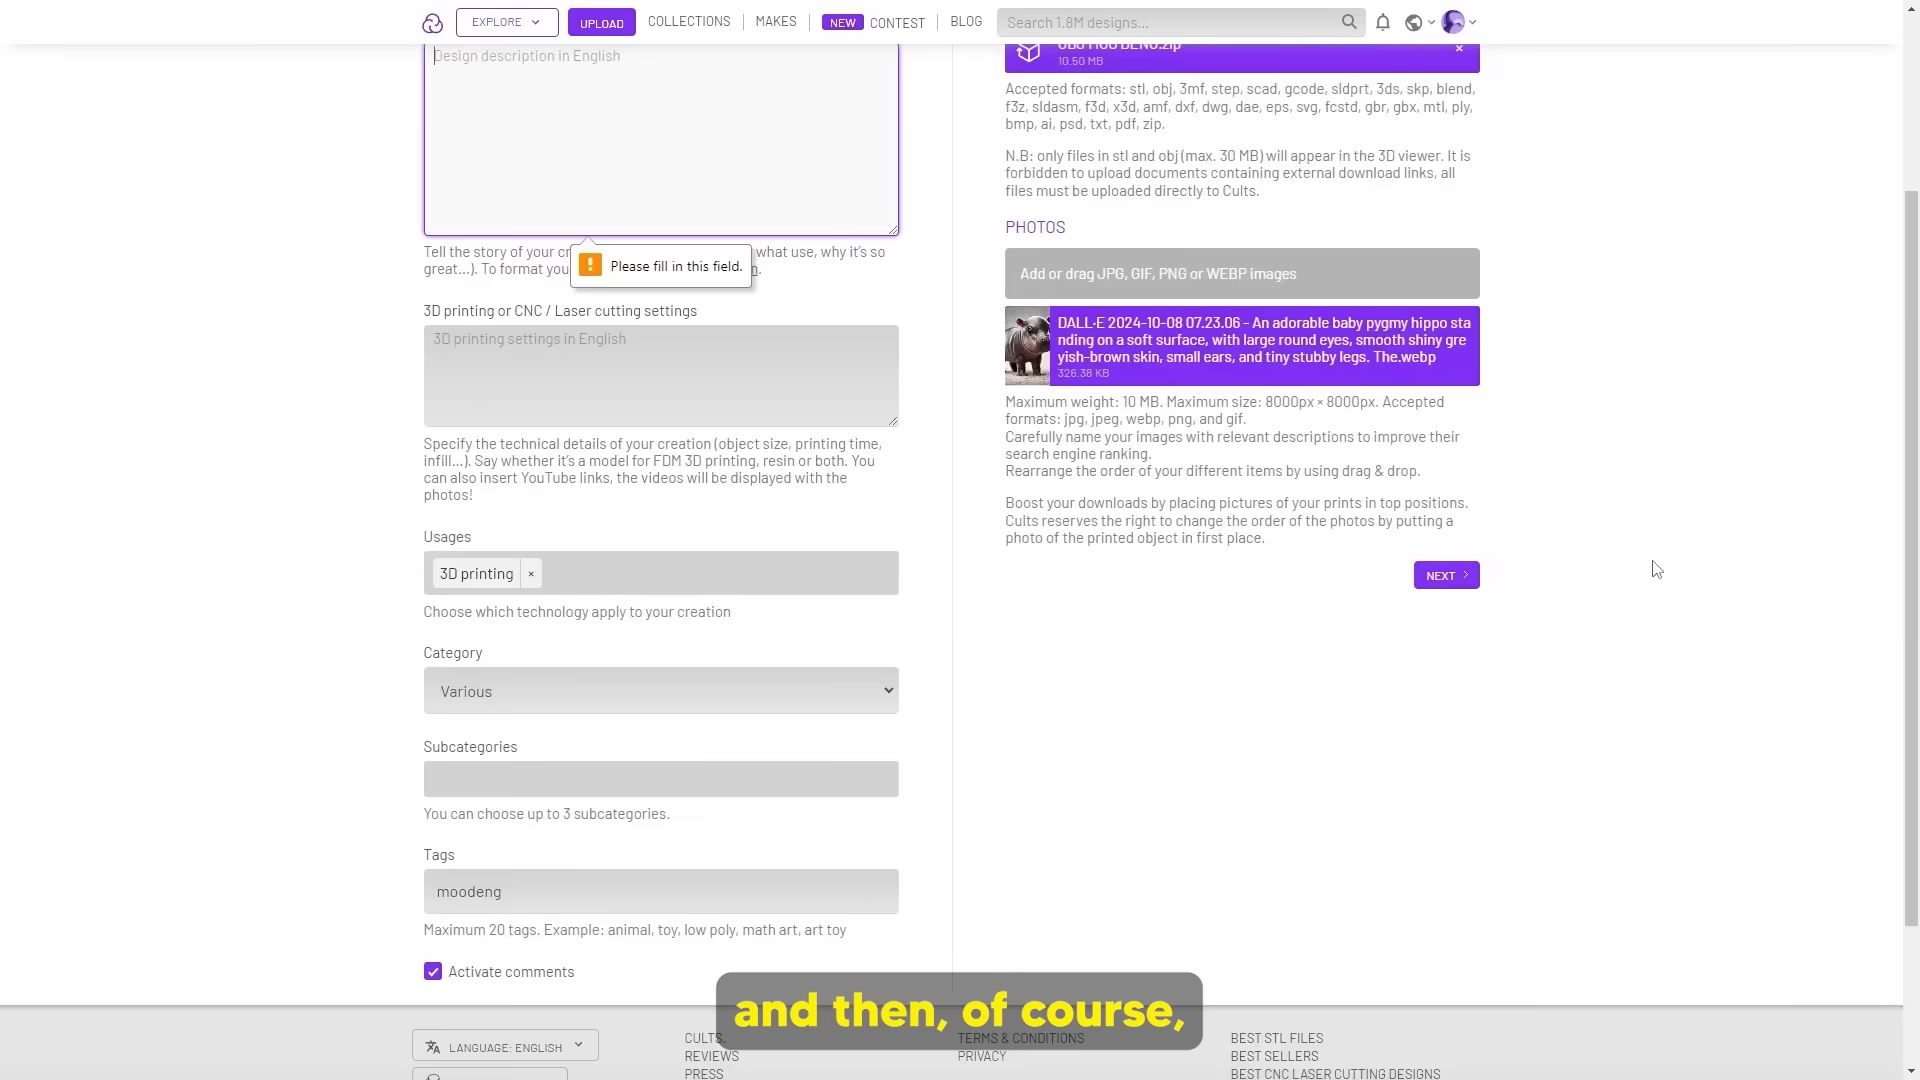 EXPLORE
UPLOAD
COLLECTIONS
MAKES
NEW CONTEST
BLOG
Search 1.8M designs...
Design description in English
Tell the story of your cr
what use, why it's so
great...). To format you
Please fill in this field.
3D printing or CNC / Laser cutting settings
3D printing settings in English
Specify the technical details of your creation (object size, printing time,
infill...). Say whether it's a model for FDM 3D printing, resin or both. You
can also insert YouTube links, the videos will be displayed with the
photos!
Usages
3D printing ×
Choose which technology apply to your creation
Category
Various
Subcategories
You can choose up to 3 subcategories.
Tags
moodeng
Maximum 20 tags. Example: animal, toy, low poly, math art, art toy
Activate comments
10.50 MB
Accepted formats: stl, obj, 3mf, step, scad, gcode, sldprt, 3ds, skp, blend,
f3z, sldasm, f3d, x3d, amf, dxf, dwg, dae, eps, svg, fcstd, gbr, gbx, mtl, ply,
bmp, ai, psd, txt, pdf, zip.
N.B: only files in stl and obj (max. 30 MB) will appear in the 3D viewer. It is
forbidden to upload documents containing external download links, all
files must be uploaded directly to Cults.
PHOTOS
Add or drag JPG, GIF, PNG or WEBP images
DALL·E 2024-10-08 07.23.06 - An adorable baby pygmy hippo sta
nding on a soft surface, with large round eyes, smooth shiny gre
yish-brown skin, small ears, and tiny stubby legs. The.webp
326.38 KB
Maximum weight: 10 MB. Maximum size: 8000px × 8000px. Accepted
formats: jpg, jpeg, webp, png, and gif.
Carefully name your images with relevant descriptions to improve their
search engine ranking.
Rearrange the order of your different items by using drag & drop.
Boost your downloads by placing pictures of your prints in top positions.
Cults reserves the right to change the order of the photos by putting a
photo of the printed object in first place.
NEXT
and then, of course,
LANGUAGE: ENGLISH
CULTS.
REVIEWS
PRESS
TERMS & CONDITIONS
PRIVACY
BEST STL FILES
BEST SELLERS
BEST CNC LASER CUTTING DESIGNS